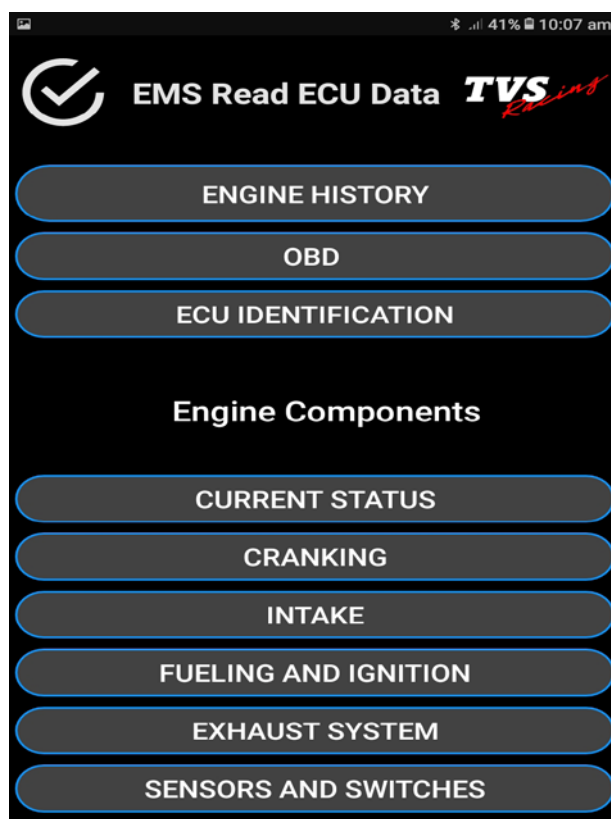 41% 10:07 am
EMS Read ECU Data TVS Racing
ENGINE HISTORY
OBD
ECU IDENTIFICATION
Engine Components
CURRENT STATUS
CRANKING
INTAKE
FUELING AND IGNITION
EXHAUST SYSTEM
SENSORS AND SWITCHES